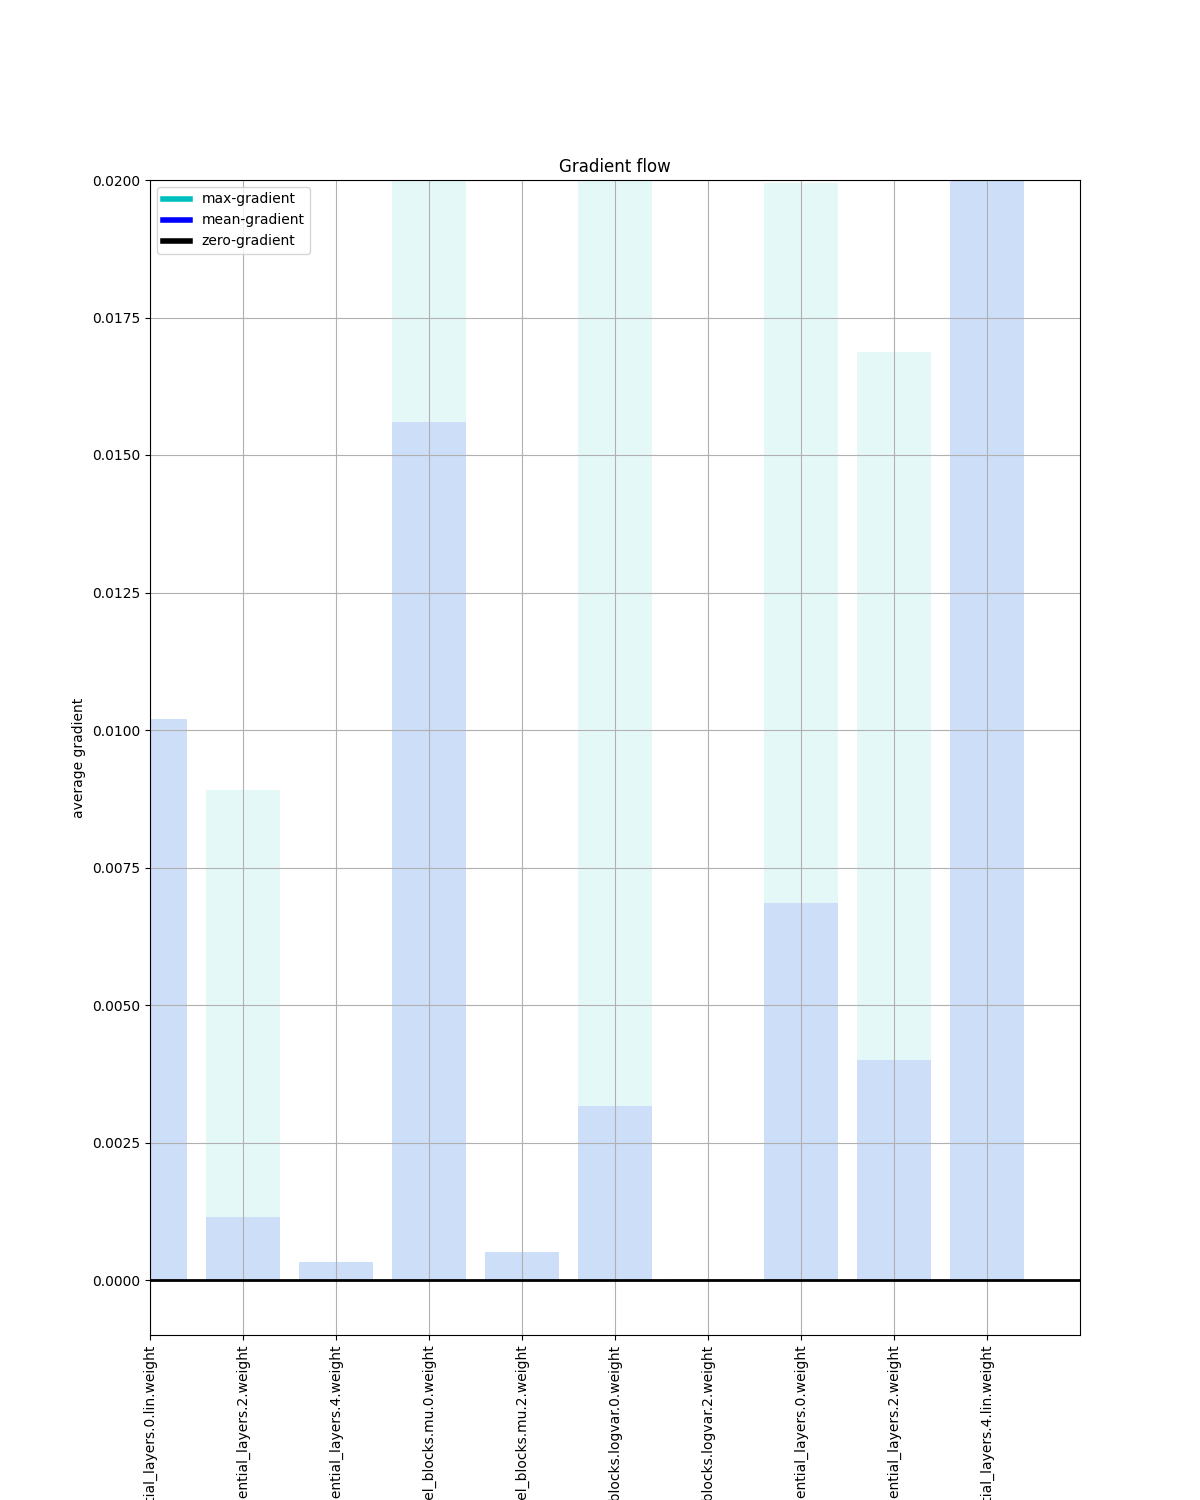 Gradient flow
max-gradient
mean-gradient
zero-gradient
0.0200
0.0175
0.0150
0.0125
0.0100
0.0075
0.0050
0.0025
0.0000
average gradient
tial_layers.0.lin.weight
ential_layers.2.weight
ential_layers.4.weight
el_blocks.mu.0.weight
el_blocks.mu.2.weight
blocks.logvar.0.weight
blocks.logvar.2.weight
ential_layers.0.weight
ential_layers.2.weight
tial_layers.4.lin.weight